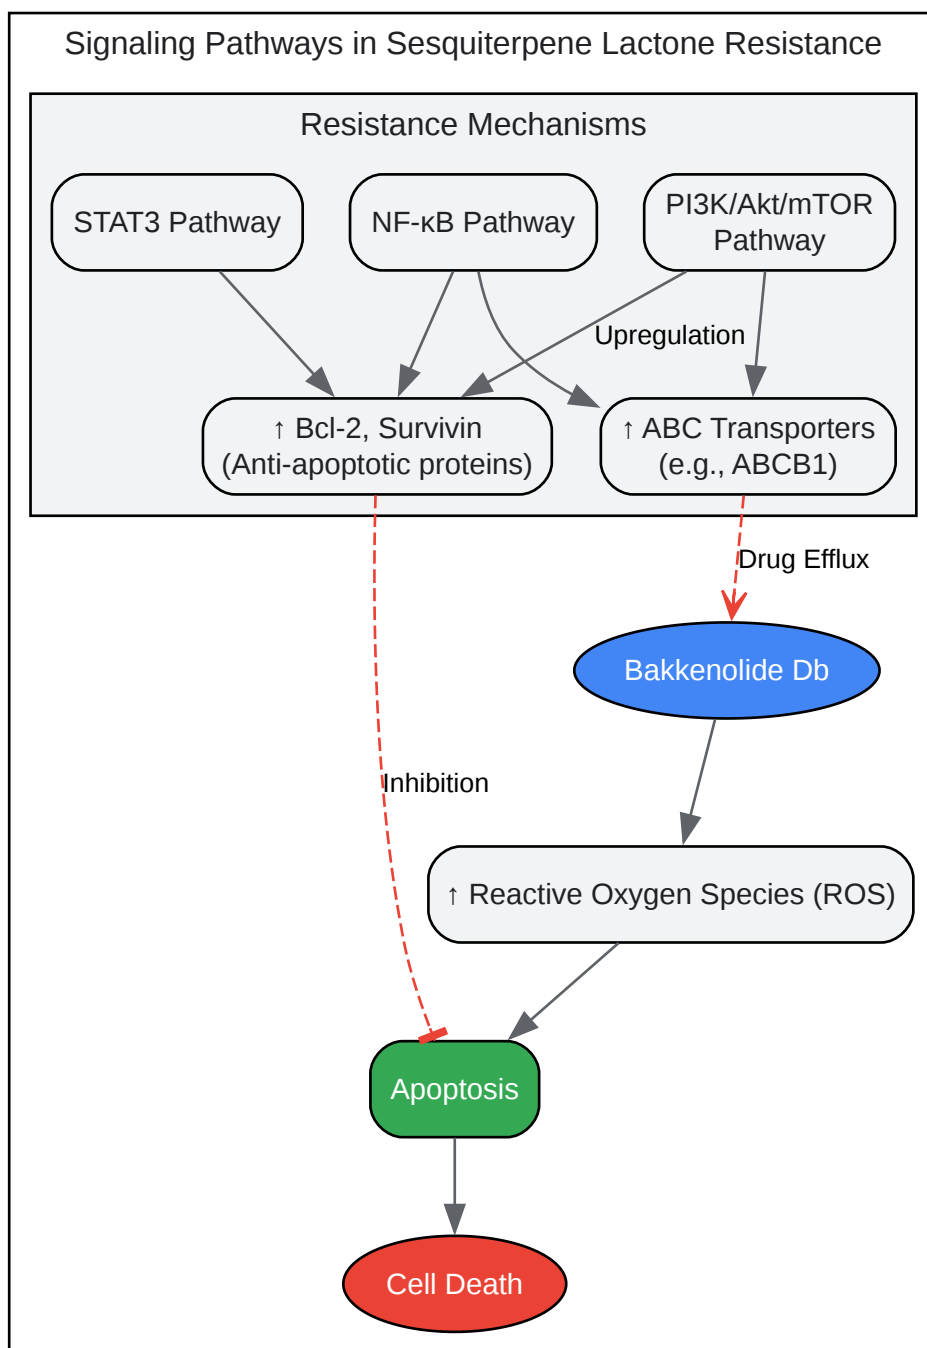 Signaling Pathways in Sesquiterpene Lactone Resistance
Resistance Mechanisms
STAT3 Pathway
NF-κB Pathway
PI3K/Akt/mTOR
Pathway
Upregulation
↑ Bcl-2, Survivin
(Anti-apoptotic proteins)
↑ ABC Transporters
(e.g., ABCB1)
Drug Efflux
Bakkenolide Db
Inhibition
↑ Reactive Oxygen Species (ROS)
Apoptosis
Cell Death